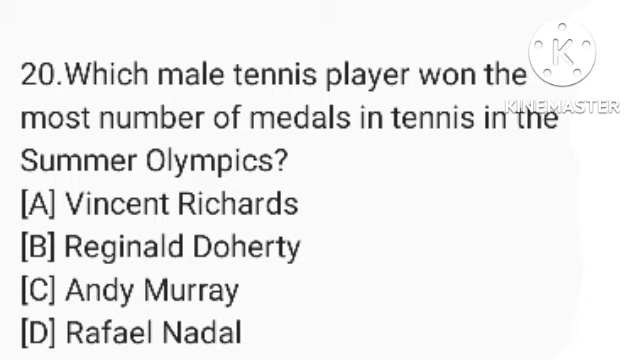 20.Which male tennis player won the
KINEMASTER
most number of medals in tennis in the
Summer Olympics?
[A] Vincent Richards
[B] Reginald Doherty
[C] Andy Murray
[D] Rafael Nadal